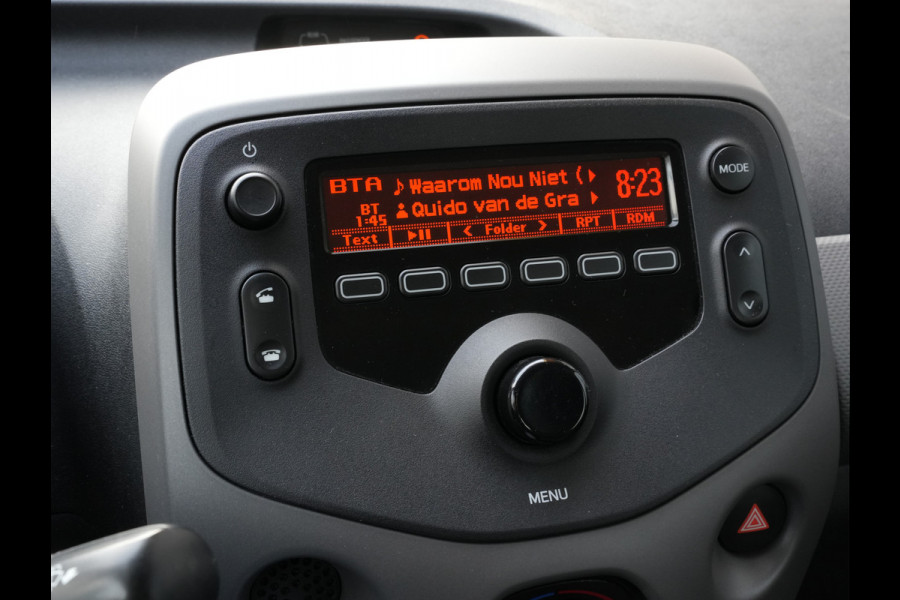 BTA Waarom Nou Niet ( 8:23
BT Quido van de Gra
1:45
Text < Folder > RPT RDM
MODE
MENU